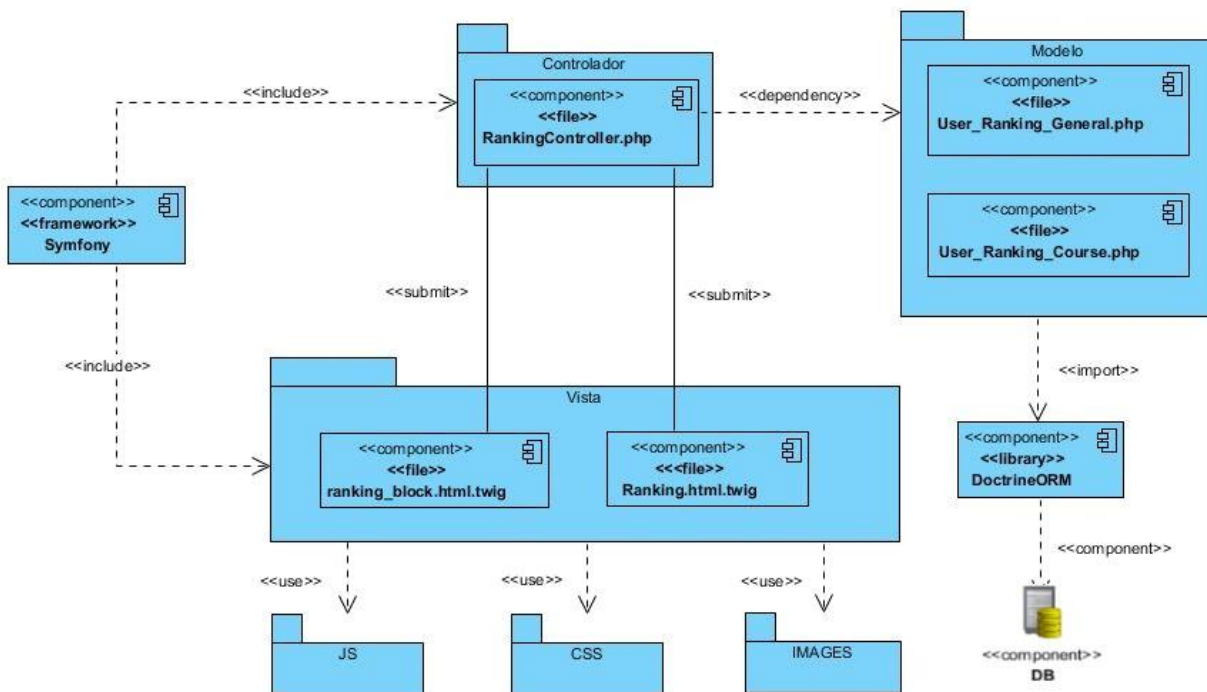 Controlador
<<component>>
<<file>>
RankingController.php
<<include>>
<<dependency>>
Modelo
<<component>>
<<file>>
User_Ranking_General.php
<<component>>
<<file>>
User_Ranking_Course.php
<<component>>
<<framework>>
Symfony
<<submit>>
<<submit>>
<<include>>
<<import>>
Vista
<<component>>
<<file>>
ranking_block.html.twig
<<component>>
<<<file>>
Ranking.html.twig
<<component>>
<<library>>
DoctrineORM
<<component>>
<<use>>
<<use>>
<<use>>
JS
CSS
IMAGES
<<component>>
DB